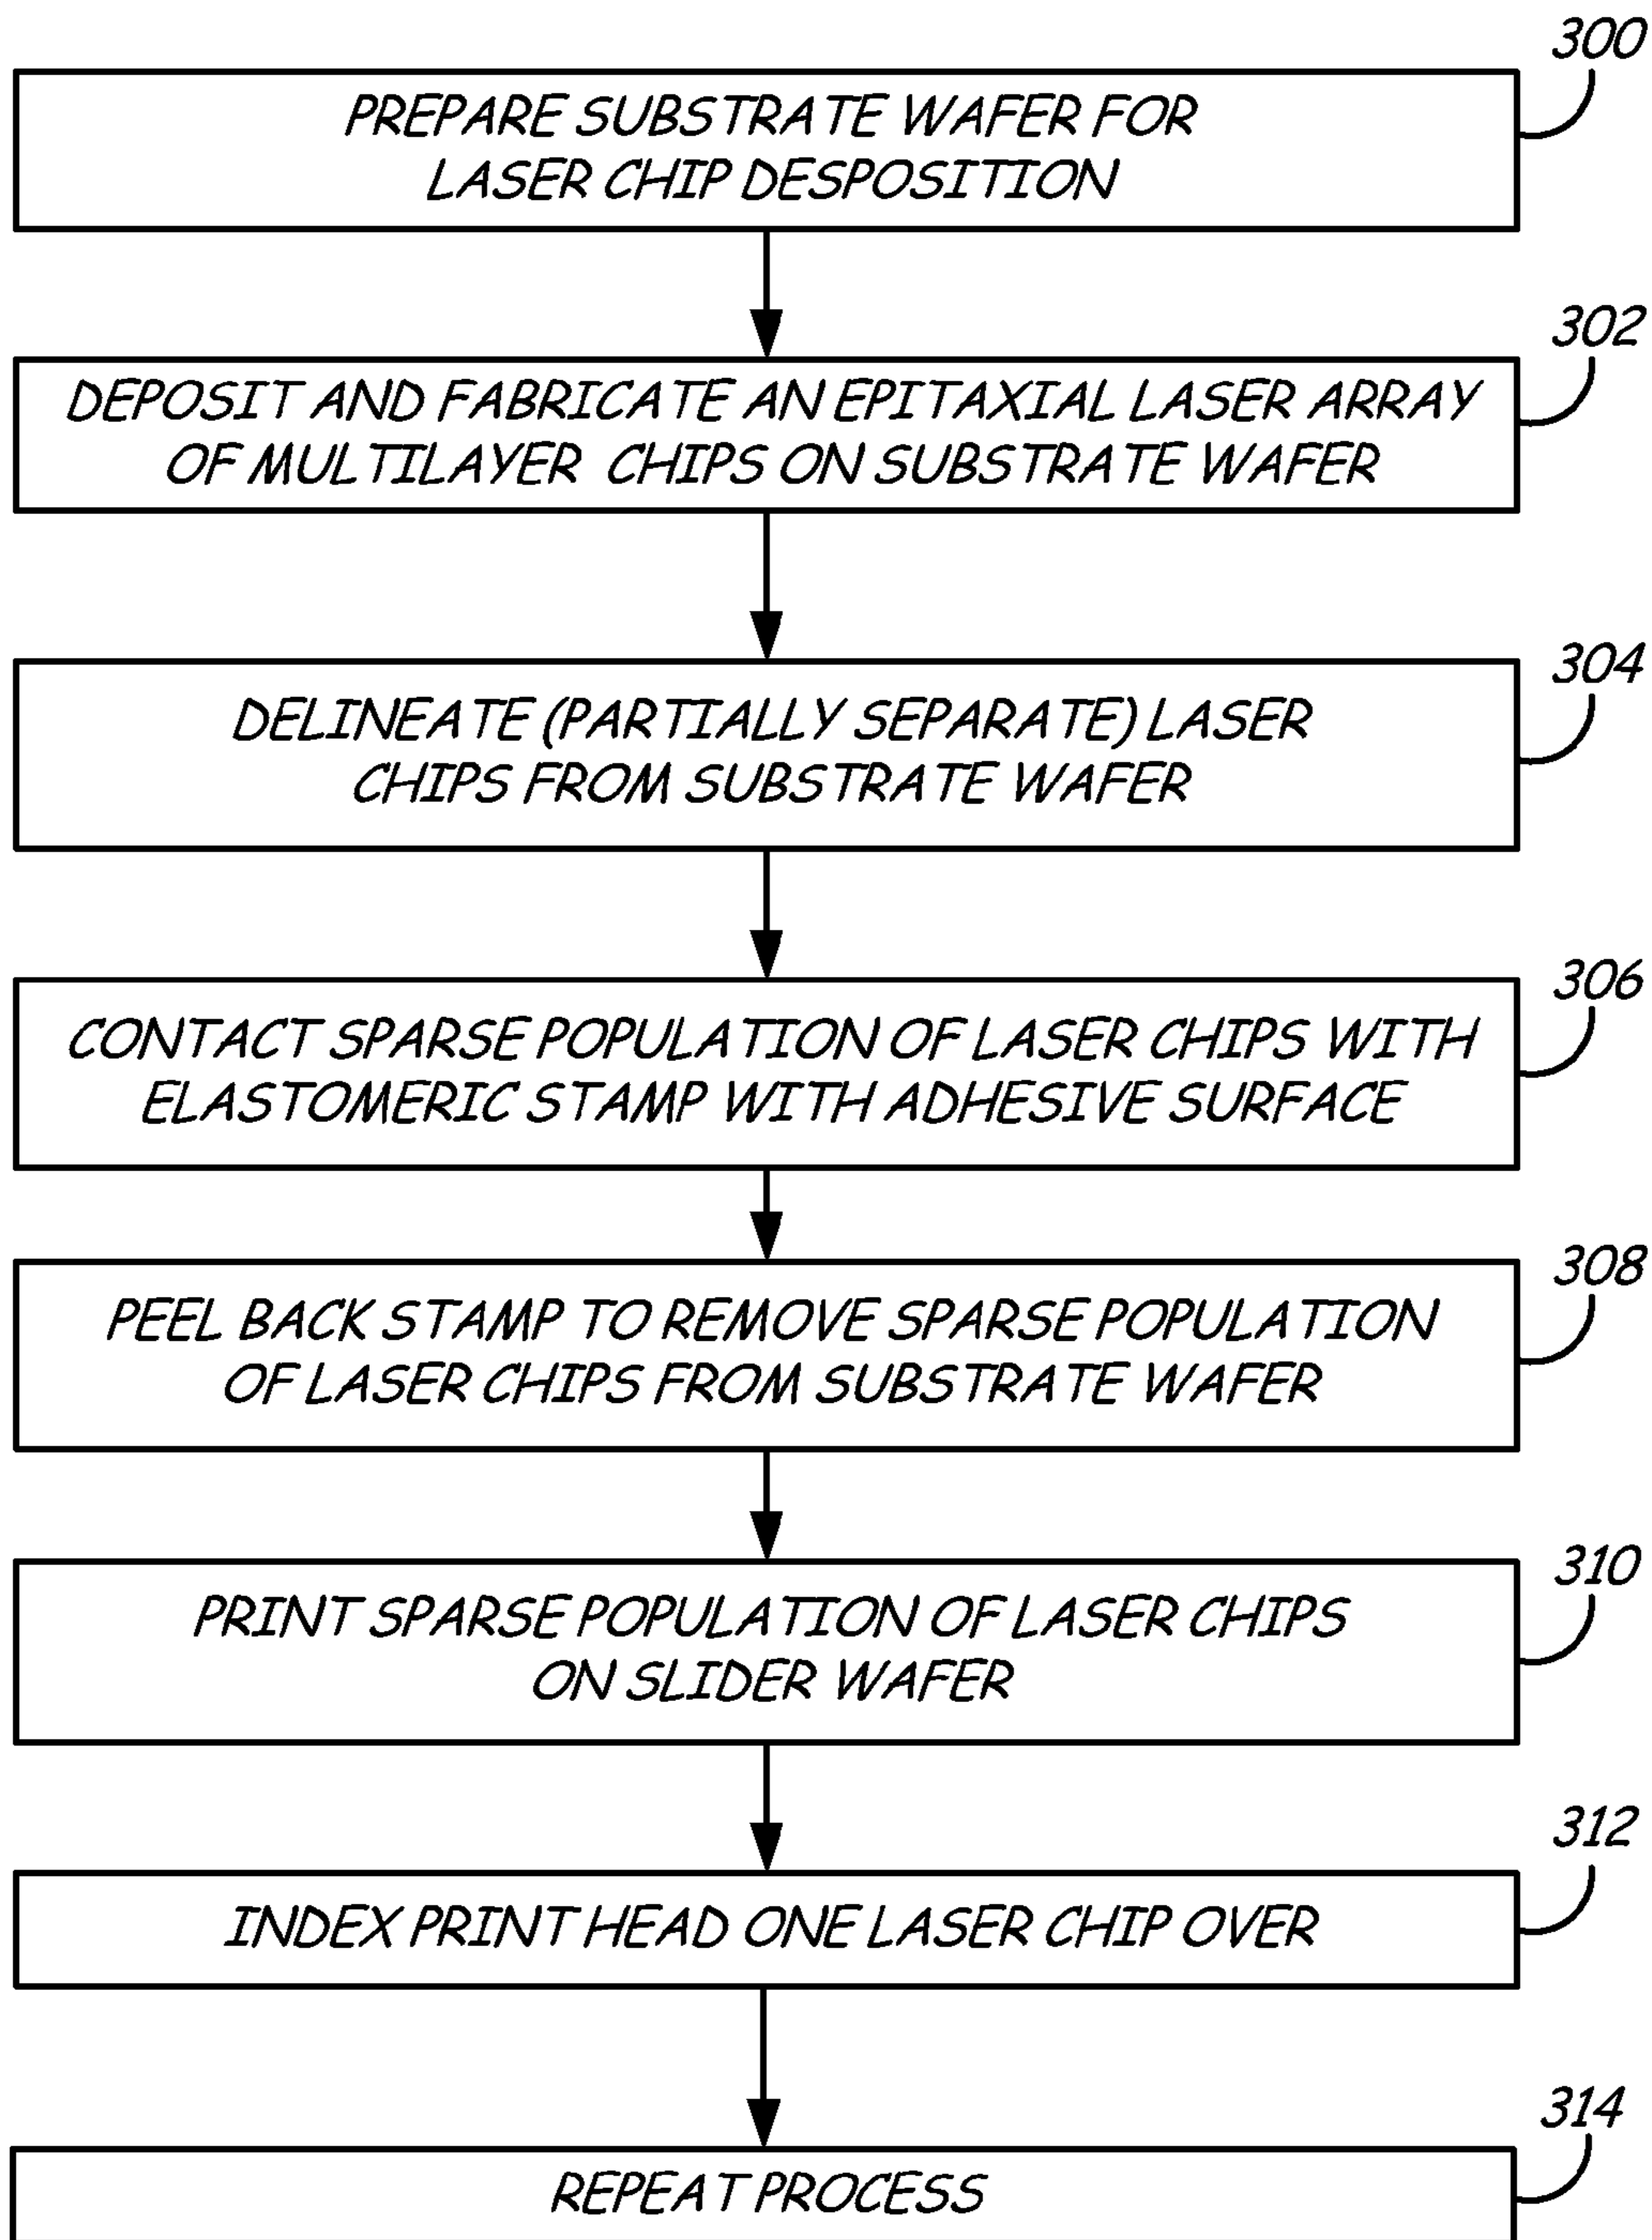 300
PREPARE SUBSTRATE WAFER FOR
LASER CHIP DESPOSITION
302
DEPOSIT AND FABRICATE AN EPITAXIAL LASER ARRAY
OF MULTILAYER CHIPS ON SUBSTRATE WAFER
304
DELINEATE (PARTIALLY SEPARATE) LASER
CHIPS FROM SUBSTRATE WAFER
306
CONTACT SPARSE POPULATION OF LASER CHIPS WITH
ELASTOMERIC STAMP WITH ADHESIVE SURFACE
308
PEEL BACK STAMP TO REMOVE SPARSE POPULATION
OF LASER CHIPS FROM SUBSTRATE WAFER
310
PRINT SPARSE POPULATION OF LASER CHIPS
ON SLIDER WAFER
312
INDEX PRINT HEAD ONE LASER CHIP OVER
314
REPEAT PROCESS